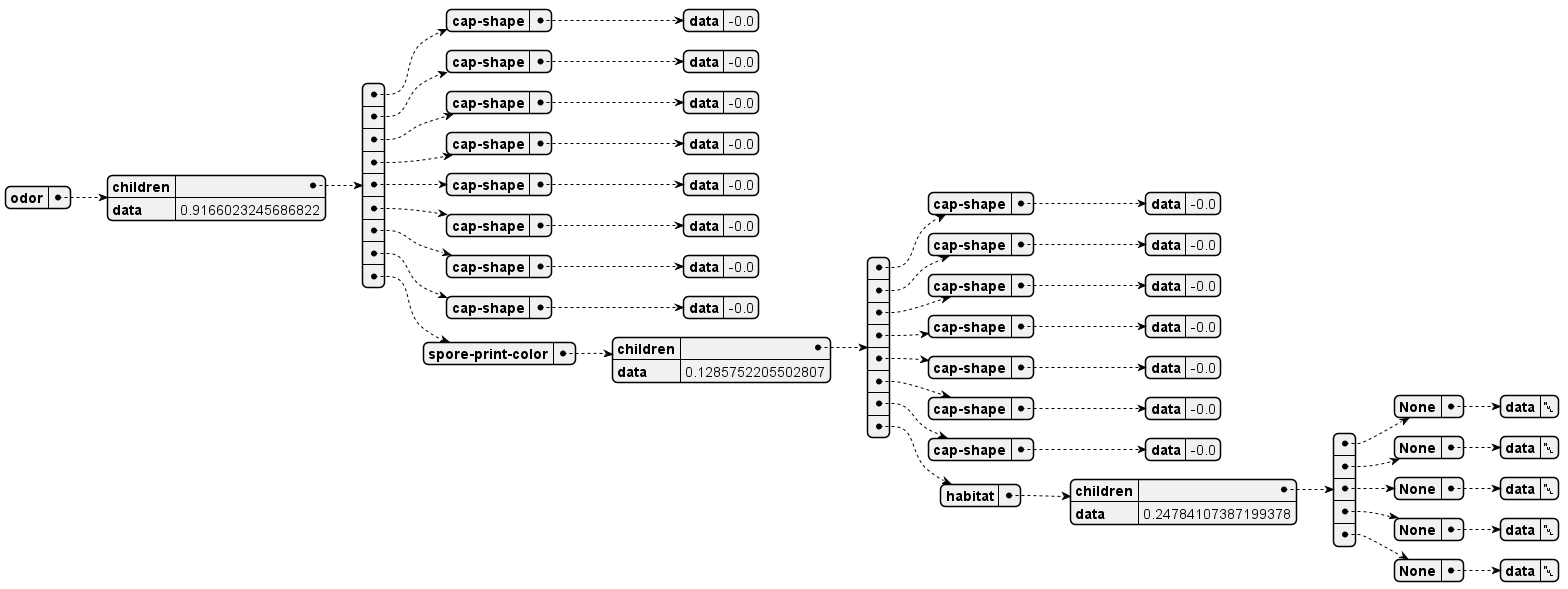 cap-shape data -0.0
cap-shape data -0.0
cap-shape data -0.0
cap-shape data -0.0
cap-shape data -0.0
cap-shape data -0.0
cap-shape data -0.0
cap-shape data -0.0
odor
children
data 0.9166023245686822
spore-print-color
children
data 0.1285752205502807
cap-shape data -0.0
cap-shape data -0.0
cap-shape data -0.0
cap-shape data -0.0
cap-shape data -0.0
cap-shape data -0.0
cap-shape data -0.0
habitat
children
data 0.24784107387199378
None data
None data
None data
None data
None data